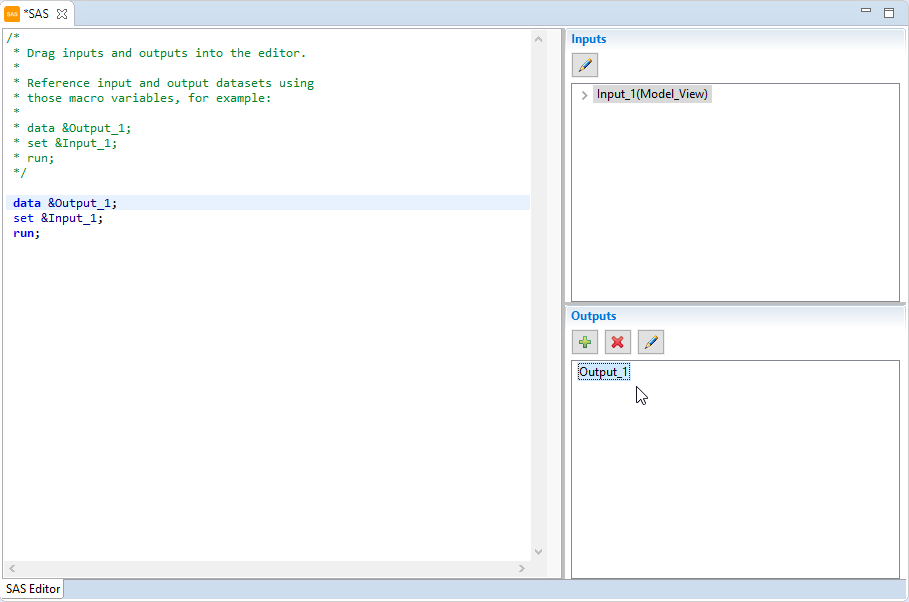 SAS *SAS
/*
* Drag inputs and outputs into the editor.
*
* Reference input and output datasets using
* those macro variables, for example:
*
* data &Output_1;
* set &Input_1;
* run;
*/
data &Output_1;
set &Input_1;
run;
SAS Editor
Inputs
Input_1(Model_View)
Outputs
Output_1